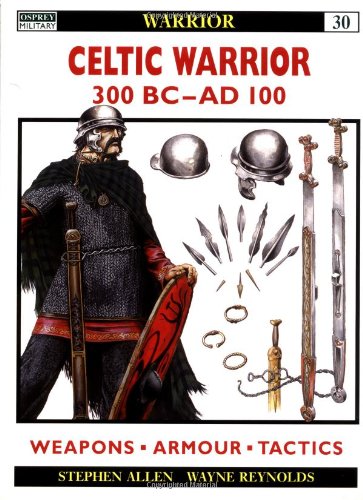 OSPREY
MILITARY
WARRIOR
30
CELTIC WARRIOR
300 BC–AD 100
WEAPONS ▪ ARMOUR ▪ TACTICS
STEPHEN ALLEN WAYNE REYNOLDS